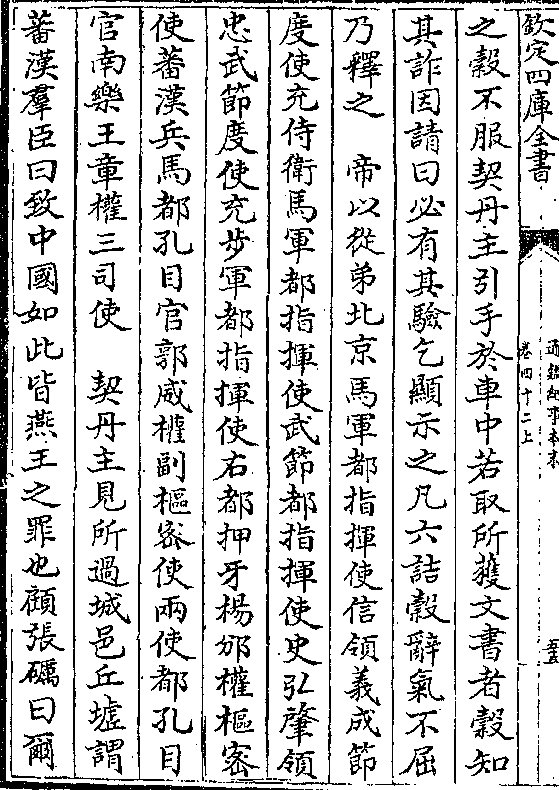 欽定四庫全書
通鑑紀事本末
卷四十二上
之穀不服契丹主引手於車中若取所獲文書者穀知
其詐因請曰必有其驗乞顯示之凡六詰穀辭氣不屈
乃釋之　帝以從弟北京馬軍都指揮使信領義成節
度使充侍衛馬軍都指揮使武節都指揮使史弘肇領
忠武節度使充步軍都指揮使右都押牙楊邠權樞密
使蕃漢兵馬都孔目官郭威權副樞密使兩使都孔目
官南樂王章權三司使　契丹主見所過城邑丘墟謂
蕃漢羣臣曰致中國如此皆燕王之罪也顧張礪曰爾